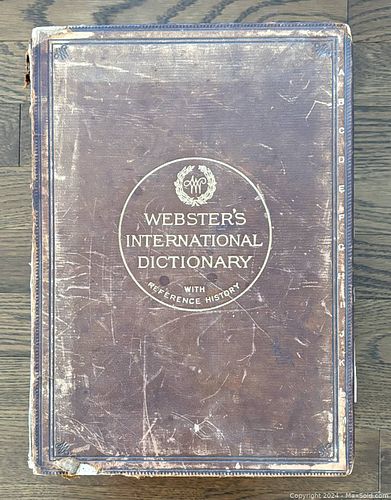 WEBSTER'S
INTERNATIONAL
DICTIONARY
WITH
REFERENCE HISTORY
A
B
C
D
E
F
G
H
K
Copyright 2024 - MaxSold.com